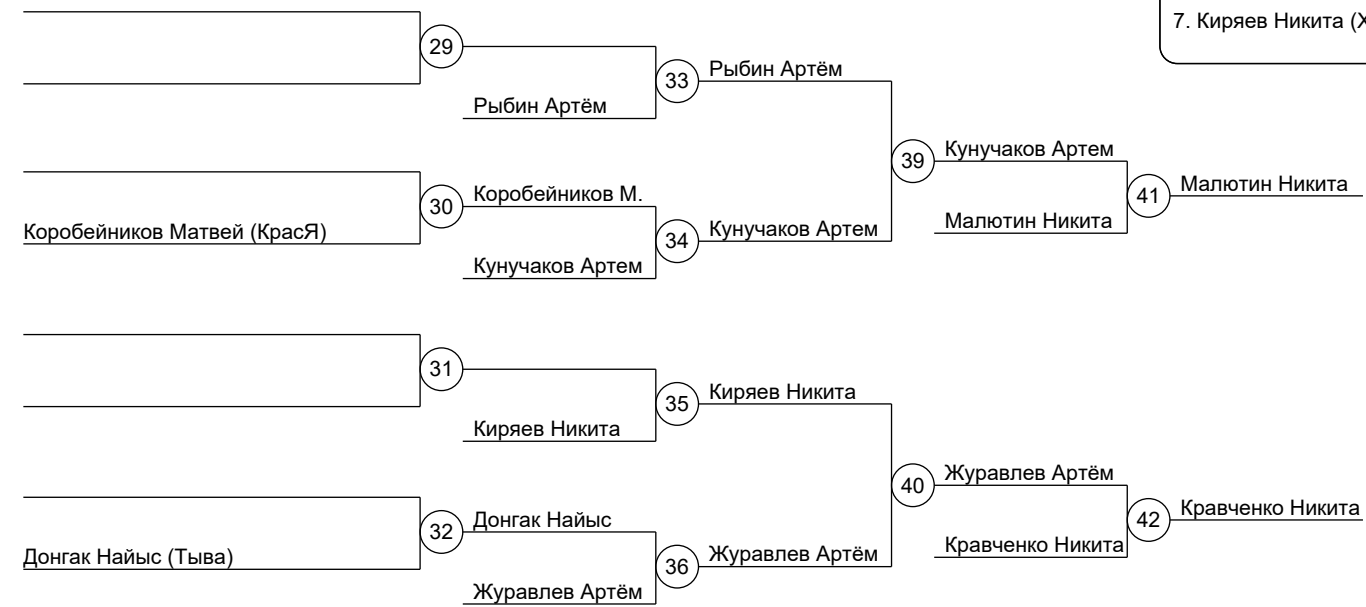 7. Киряев Никита (Х
29
33
Рыбин Артём
Рыбин Артём
39
Кунучаков Артем
30
Коробейников М.
41
Малютин Никита
Коробейников Матвей (КрасЯ)
34
Кунучаков Артем
Малютин Никита
Кунучаков Артем
31
35
Киряев Никита
Киряев Никита
40
Журавлев Артём
32
Донгак Найыс
42
Кравченко Никита
Донгак Найыс (Тыва)
36
Журавлев Артём
Кравченко Никита
Журавлев Артём